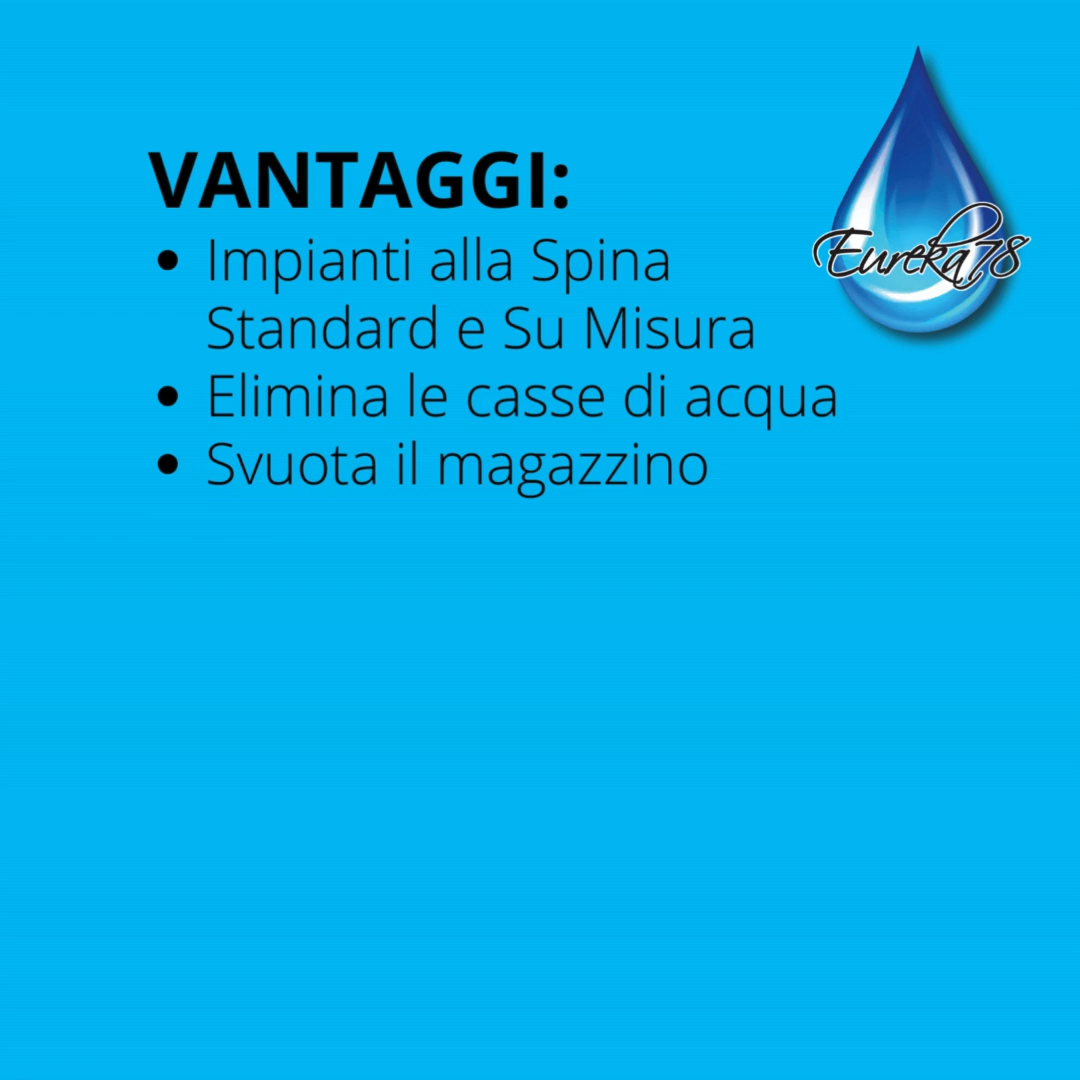 VANTAGGI:
• Impianti alla Spina
Standard e Su Misura
• Elimina le casse di acqua
• Svuota il magazzino
Eureka78